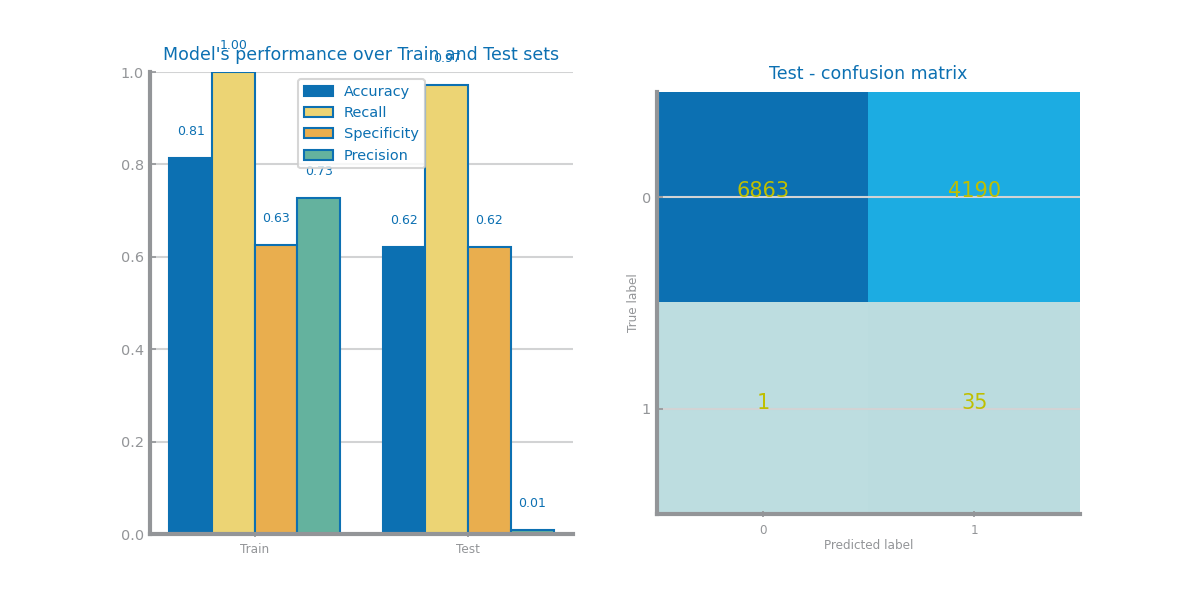 Model's performance over Train and Test sets
1.00
0.97
1.0
0.8
0.6
0.4
0.2
0.0
Accuracy
Recall
Specificity
Precision
0.81
0.63
0.73
0.62
0.62
0.01
Train
Test
Test - confusion matrix
True label
0
1
6863
4190
1
35
0
1
Predicted label